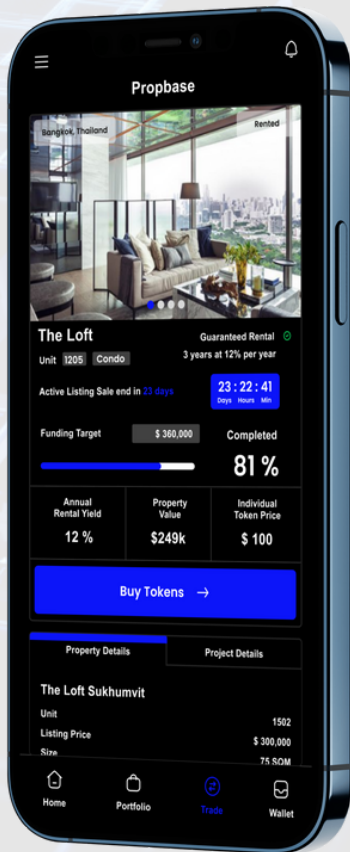 Propbase
Bangkok, Thailand Rented
The Loft
Guaranteed Rental
Unit 1205 Condo
3 years at 12% per year
Active Listing Sale end in 23 days
23 : 22 : 41
Days Hours Min
Funding Target $ 360,000 Completed
81 %
Annual Rental Yield
12 %
Property Value
$249k
Individual Token Price
$ 100
Buy Tokens →
Property Details Project Details
The Loft Sukhumvit
Unit 1502
Listing Price $ 300,000
Size 75 SQM
Home Portfolio Trade Wallet